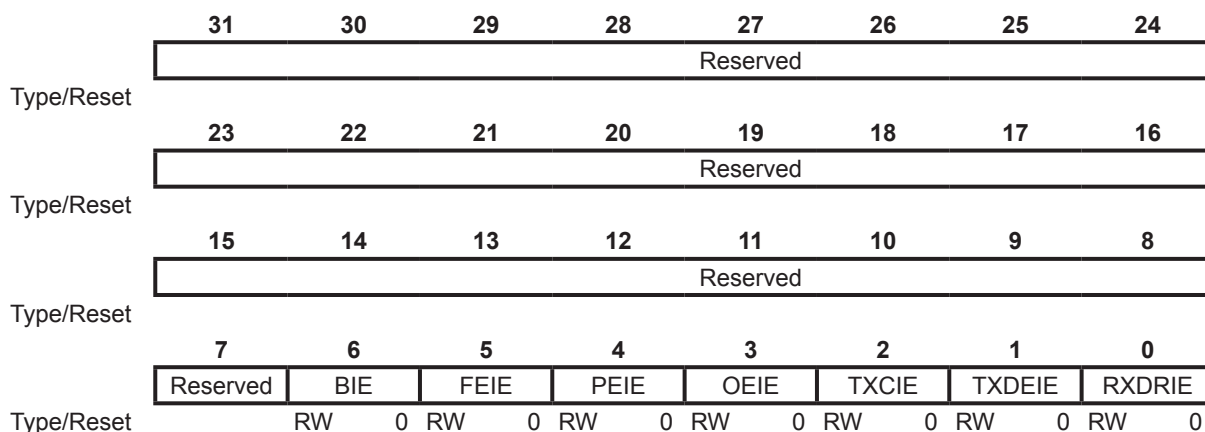 31 30 29 28 27 26 25 24
Reserved
Type/Reset
23 22 21 20 19 18 17 16
Reserved
Type/Reset
15 14 13 12 11 10 9 8
Reserved
Type/Reset
7 6 5 4 3 2 1 0
Reserved BIE FEIE PEIE OEIE TXCIE TXDEIE RXDRIE
Type/Reset RW 0 RW 0 RW 0 RW 0 RW 0 RW 0 RW 0